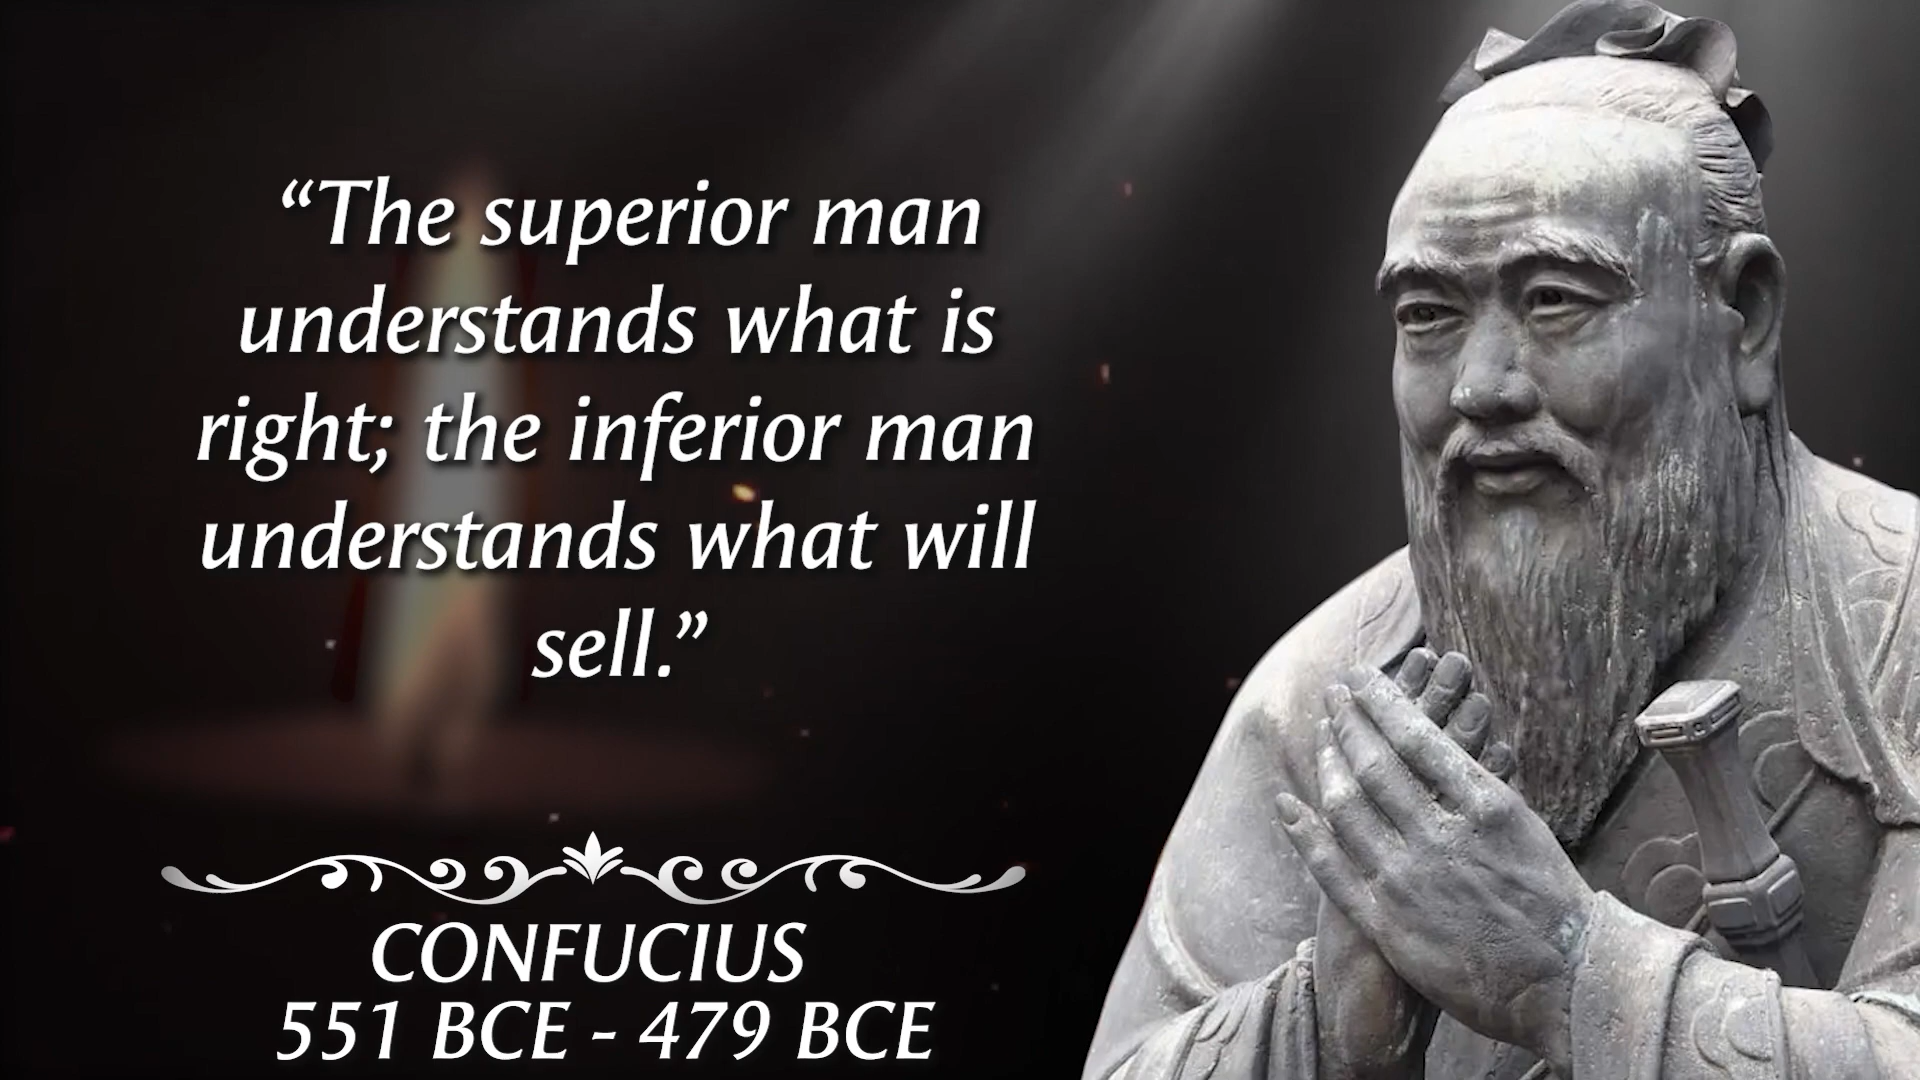 “The superior man
understands what is
right; the inferior man
understands what will
sell.”
CONFUCIUS
551 BCE - 479 BCE